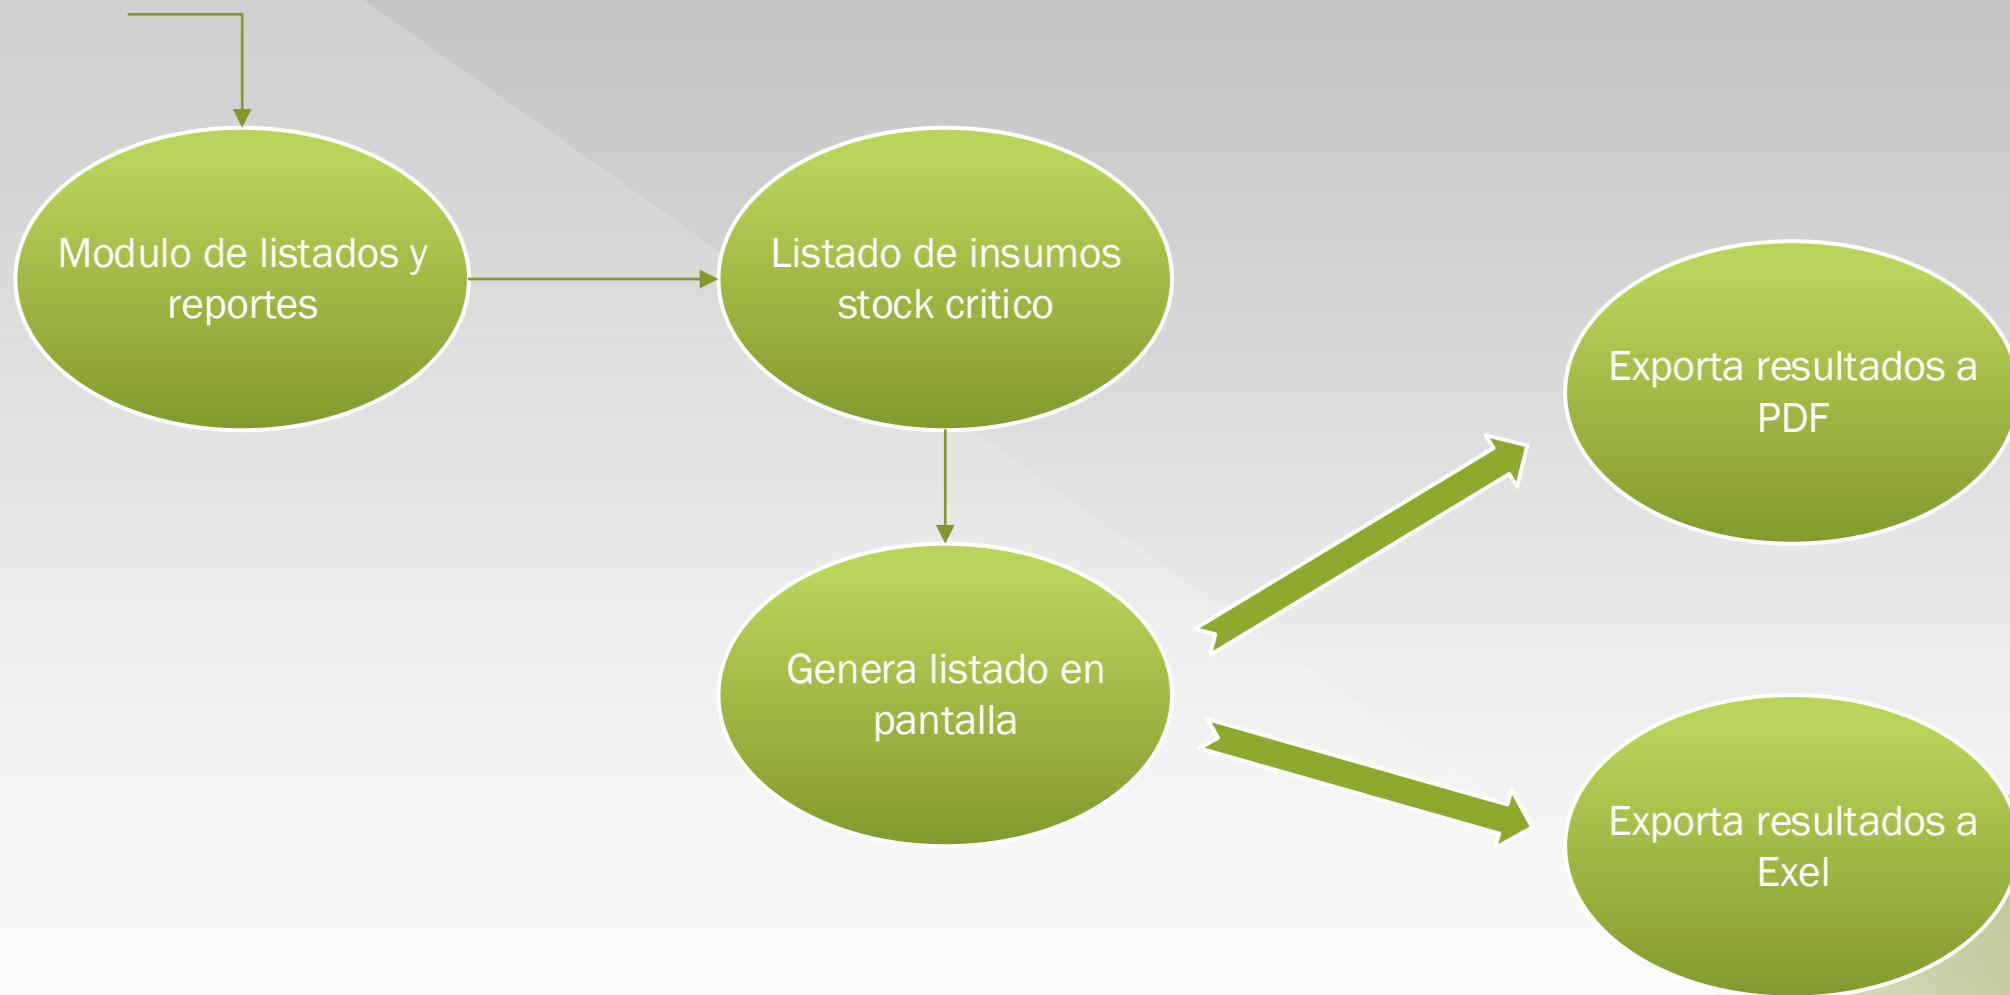 Modulo de listados y
reportes
Listado de insumos
stock critico
Genera listado en
pantalla
Exporta resultados a
PDF
Exporta resultados a
Exel